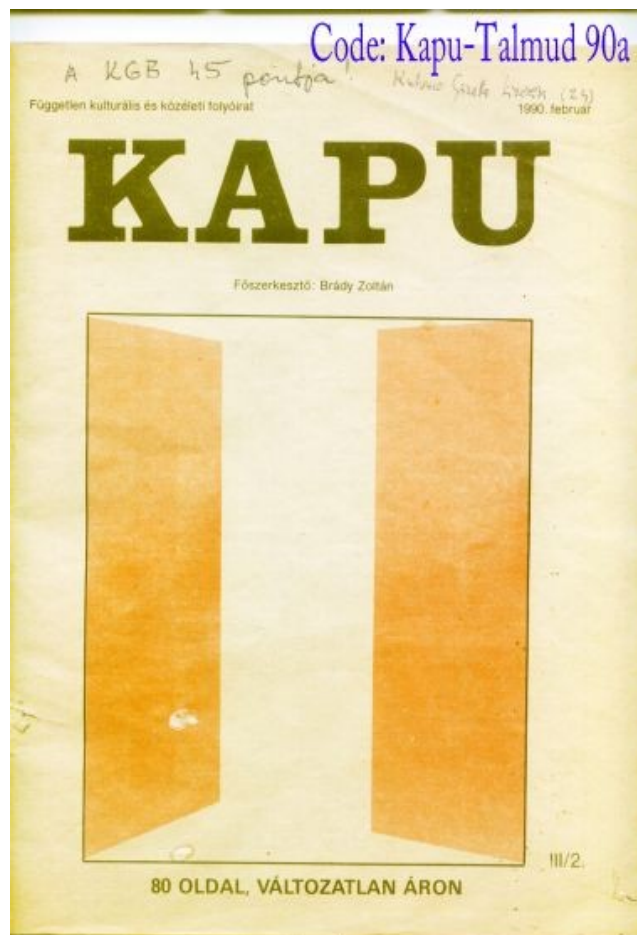 Code: Kapu-Talmud 90a
A KGB 45 pontja!
(24)
Független kulturális és közéleti folyóirat
1990. február
KAPU
Főszerkesztő: Brády Zoltán
III/2.
80 OLDAL, VÁLTOZATLAN ÁRON